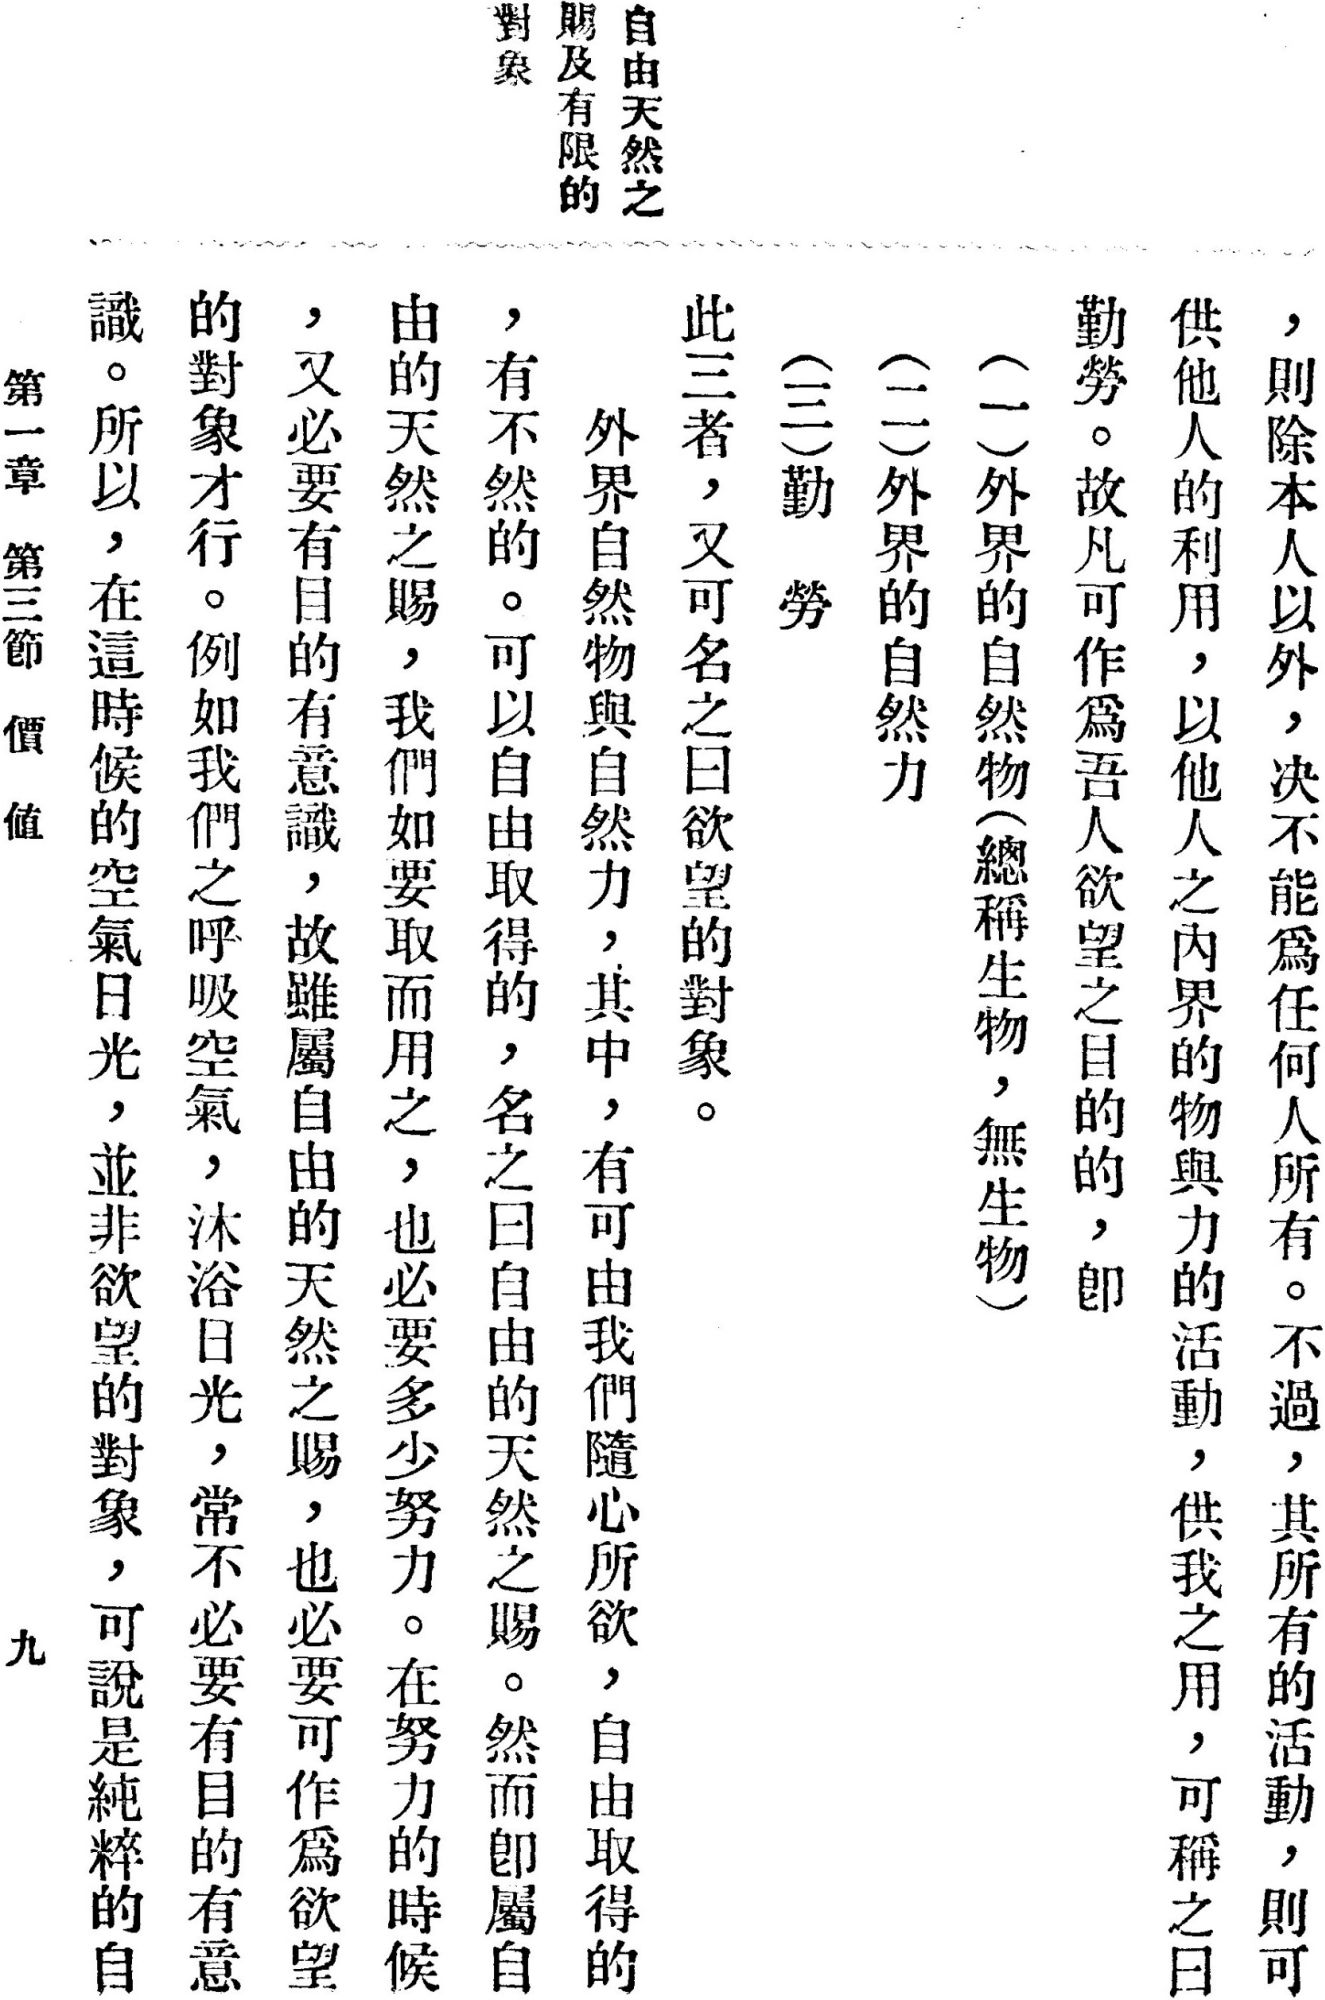 ，則除本人以外，决不能爲任何人所有。不過，其所有的活動，則可
供他人的利用，以他人之內界的物與力的活動，供我之用，可稱之曰
勤勞。故凡可作爲吾人欲望之目的的，卽
（一）外界的自然物（總稱生物，無生物）
（二）外界的自然力
（三）勤　勞
此三者，又可名之曰欲望的對象。
自由天然之
賜及有限的
對象
外界自然物與自然力，其中，有可由我們隨心所欲，自由取得的
，有不然的。可以自由取得的，名之曰自由的天然之賜。然而卽屬自
由的天然之賜，我們如要取而用之，也必要多少努力。在努力的時候
，又必要有目的有意識，故雖屬自由的天然之賜，也必要可作爲欲望
的對象才行。例如我們之呼吸空氣，沐浴日光，常不必要有目的有意
識。所以，在這時候的空氣日光，並非欲望的對象，可說是純粹的自
第一章　第三節　價　値
九